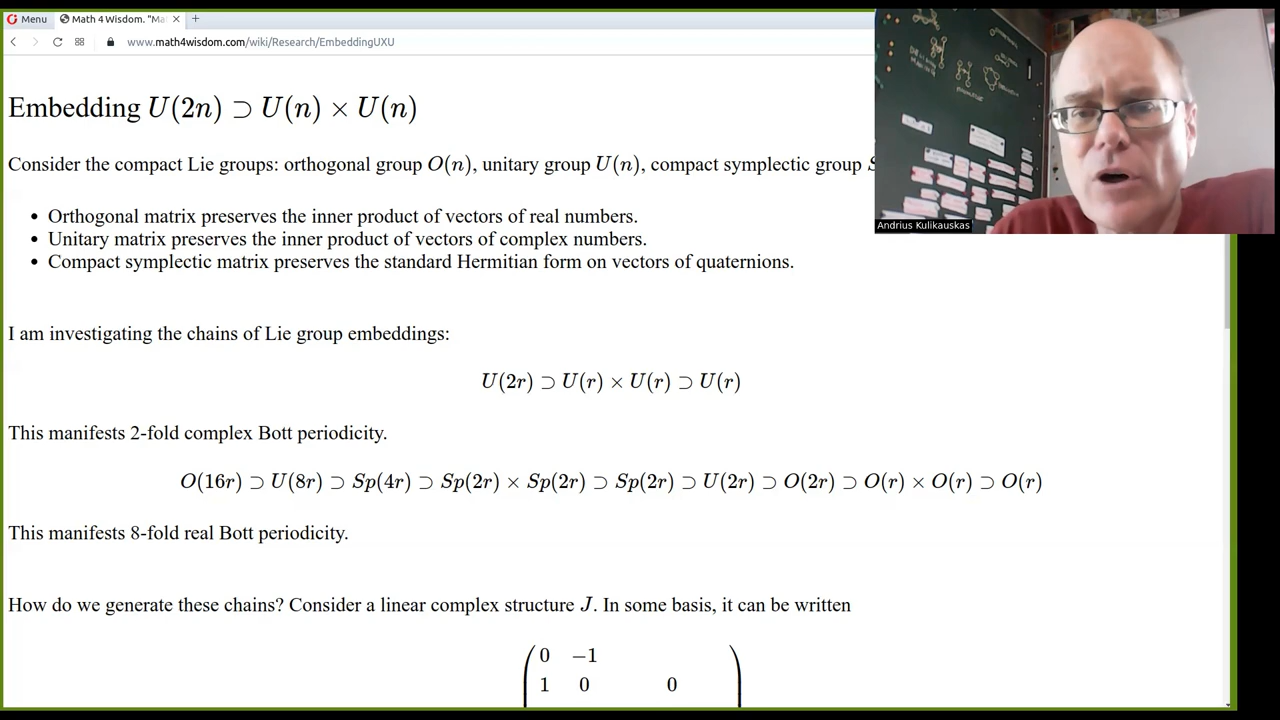 Menu
Math 4 Wisdom. "Ma
www.math4wisdom.com/wiki/Research/EmbeddingUXU
Embedding U(2n) ⊃ U(n) × U(n)
Consider the compact Lie groups: orthogonal group O(n), unitary group U(n), compact symplectic group
Andrius Kulikauskas
• Orthogonal matrix preserves the inner product of vectors of real numbers.
• Unitary matrix preserves the inner product of vectors of complex numbers.
• Compact symplectic matrix preserves the standard Hermitian form on vectors of quaternions.
I am investigating the chains of Lie group embeddings:
U(2r) ⊃ U(r) × U(r) ⊃ U(r)
This manifests 2-fold complex Bott periodicity.
O(16r) ⊃ U(8r) ⊃ Sp(4r) ⊃ Sp(2r) × Sp(2r) ⊃ Sp(2r) ⊃ U(2r) ⊃ O(2r) ⊃ O(r) × O(r) ⊃ O(r)
This manifests 8-fold real Bott periodicity.
How do we generate these chains? Consider a linear complex structure J. In some basis, it can be written
0 −1
1 0 0